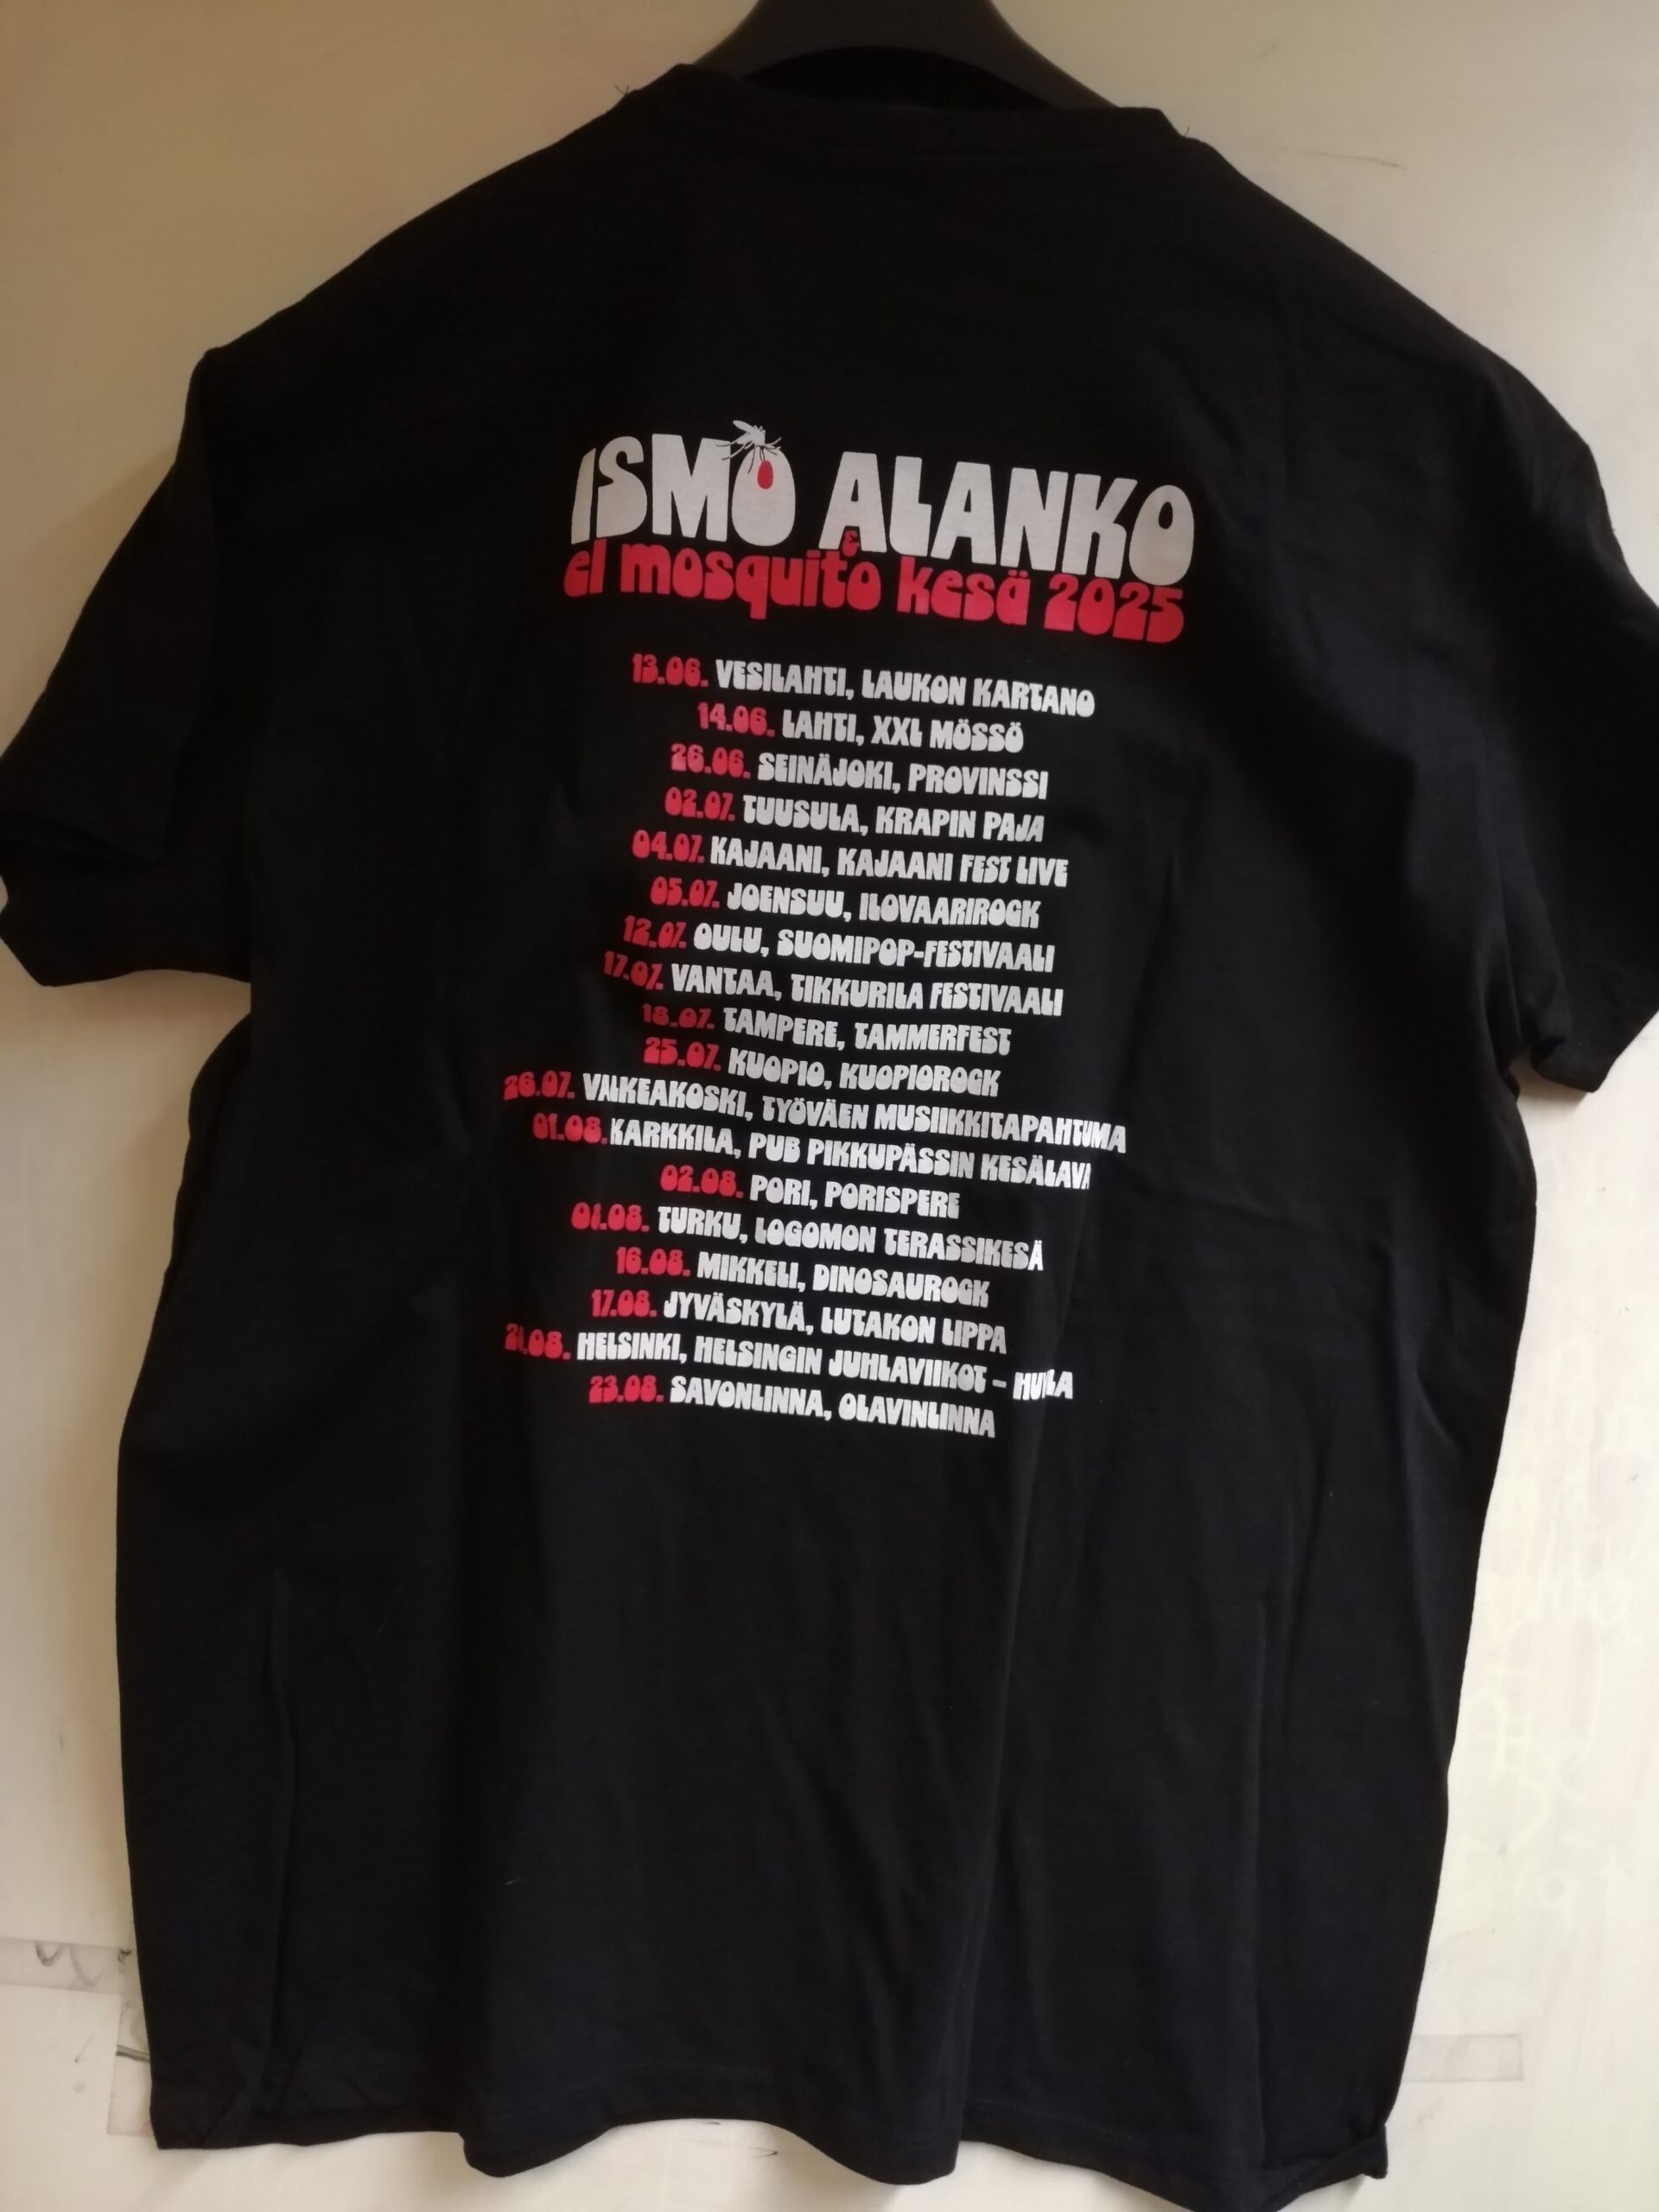 ISMO ALANKO
&
el mosquito kesä 2025
13.06. VESILAHTI, LAUKON KARTANO
14.06. LAHTI, XXL MÖSSÖ
26.06. SEINÄJOKI, PROVINSSI
02.07. TUUSULA, KRAPIN PAJA
04.07. KAJAANI, KAJAANI FEST LIVE
05.07. JOENSUU, ILOVAARIROCK
12.07. OULU, SUOMIPOP-FESTIVAALI
17.07. VANTAA, TIKKURILA FESTIVAALI
18.07. TAMPERE, TAMMERFEST
25.07. KUOPIO, KUOPIOROCK
26.07. VALKEAKOSKI, TYÖVÄEN MUSIIKKITAPAHTUMA
01.08. KARKKILA, PUB PIKKUPÄSSIN KESÄLAVA
02.08. PORI, PORISPERE
TURKU, LOGOMON TERASSIKESÄ
16.08. MIKKELI, DINOSAUROCK
17.08. JYVÄSKYLÄ, LUTAKON LIPPA
HELSINKI, HELSINGIN JUHLAVIIKOT – HUVILA
23.08. SAVONLINNA, OLAVINLINNA